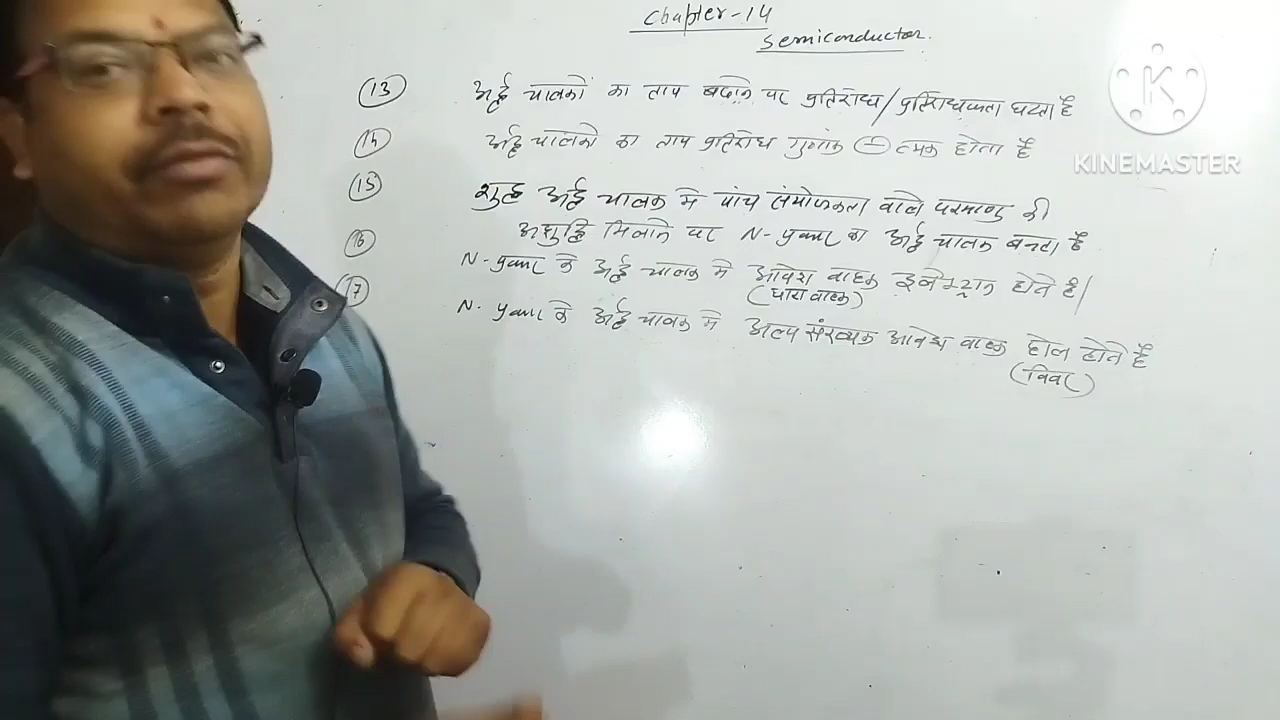 Chapter-14
Semiconductor.
(13) अर्द्ध चालकों का ताप बढ़ाने पर प्रतिरोध/प्रतिरोधकता घटता है
(14) अर्द्ध चालको का ताप प्रतिरोध गुणांक ⊖त्मक होता है
(15) शुद्ध अर्द्ध चालक मे पांच संयोजकता वाले परमाणु की
अशुद्धि मिलाने पर N-प्रकार का अर्द्ध चालक बनता है
(16) N-प्रकार के अर्द्ध चालक मे आवेश वाहक इलेक्ट्रान होते है|
(धारा वाहक)
(17) N-प्रकार के अर्द्ध चालक मे अल्प संख्यक आवेश वाहक होल होते है
(विवर)
KINEMASTER